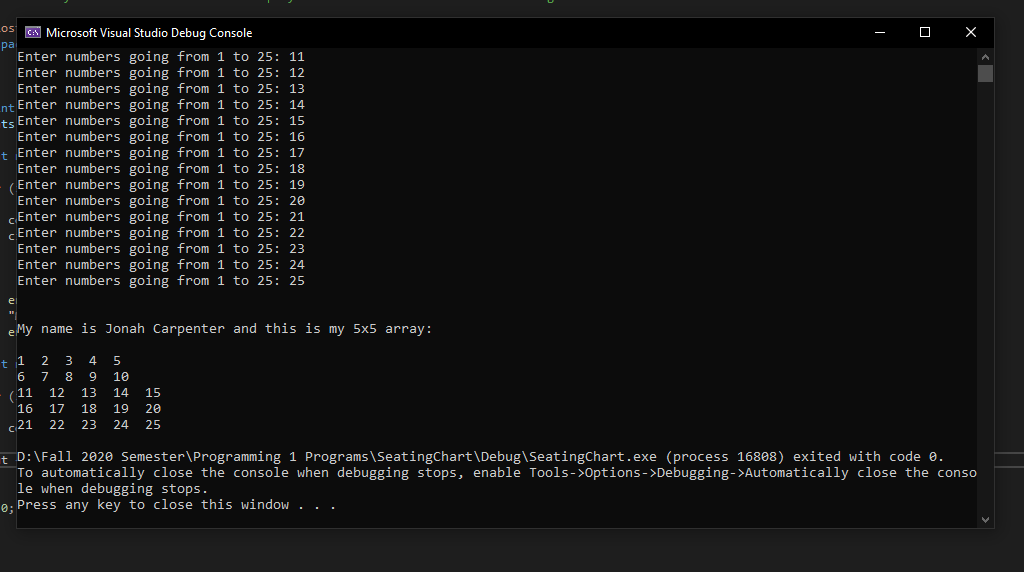 Microsoft Visual Studio Debug Console
Enter numbers going from 1 to 25: 11
Enter numbers going from 1 to 25: 12
Enter numbers going from 1 to 25: 13
Enter numbers going from 1 to 25: 14
Enter numbers going from 1 to 25: 15
Enter numbers going from 1 to 25: 16
Enter numbers going from 1 to 25: 17
Enter numbers going from 1 to 25: 18
Enter numbers going from 1 to 25: 19
Enter numbers going from 1 to 25: 20
Enter numbers going from 1 to 25: 21
Enter numbers going from 1 to 25: 22
Enter numbers going from 1 to 25: 23
Enter numbers going from 1 to 25: 24
Enter numbers going from 1 to 25: 25
My name is Jonah Carpenter and this is my 5x5 array:
1  2  3  4  5
6  7  8  9  10
11  12  13  14  15
16  17  18  19  20
21  22  23  24  25
D:\Fall 2020 Semester\Programming 1 Programs\SeatingChart\Debug\SeatingChart.exe (process 16808) exited with code 0.
To automatically close the console when debugging stops, enable Tools->Options->Debugging->Automatically close the conso
le when debugging stops.
Press any key to close this window . . .